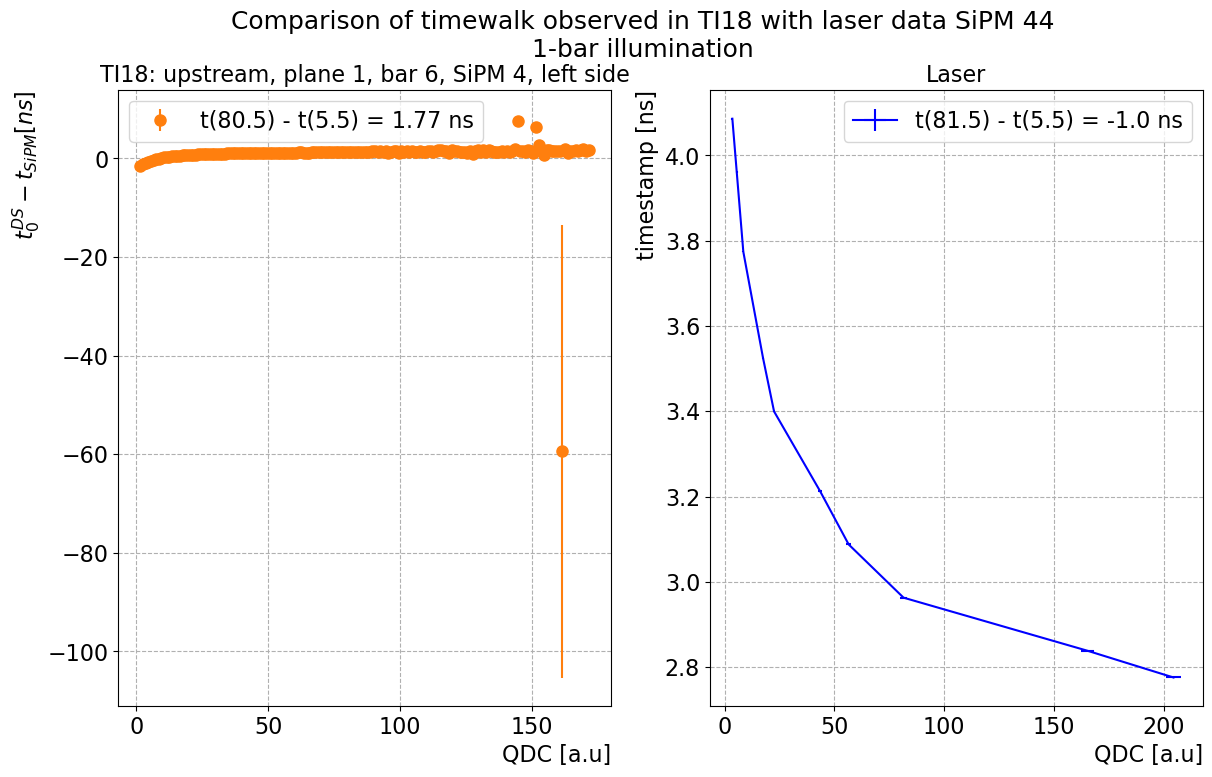 Comparison of timewalk observed in TI18 with laser data SiPM 44
1-bar illumination
TI18: upstream, plane 1, bar 6, SiPM 4, left side
t(80.5) - t(5.5) = 1.77 ns
t_0^{DS} − t_{SiPM}[ns]
0
−20
−40
−60
−80
−100
0
50
100
150
QDC [a.u]
Laser
t(81.5) - t(5.5) = -1.0 ns
timestamp [ns]
4.0
3.8
3.6
3.4
3.2
3.0
2.8
0
50
100
150
200
QDC [a.u]